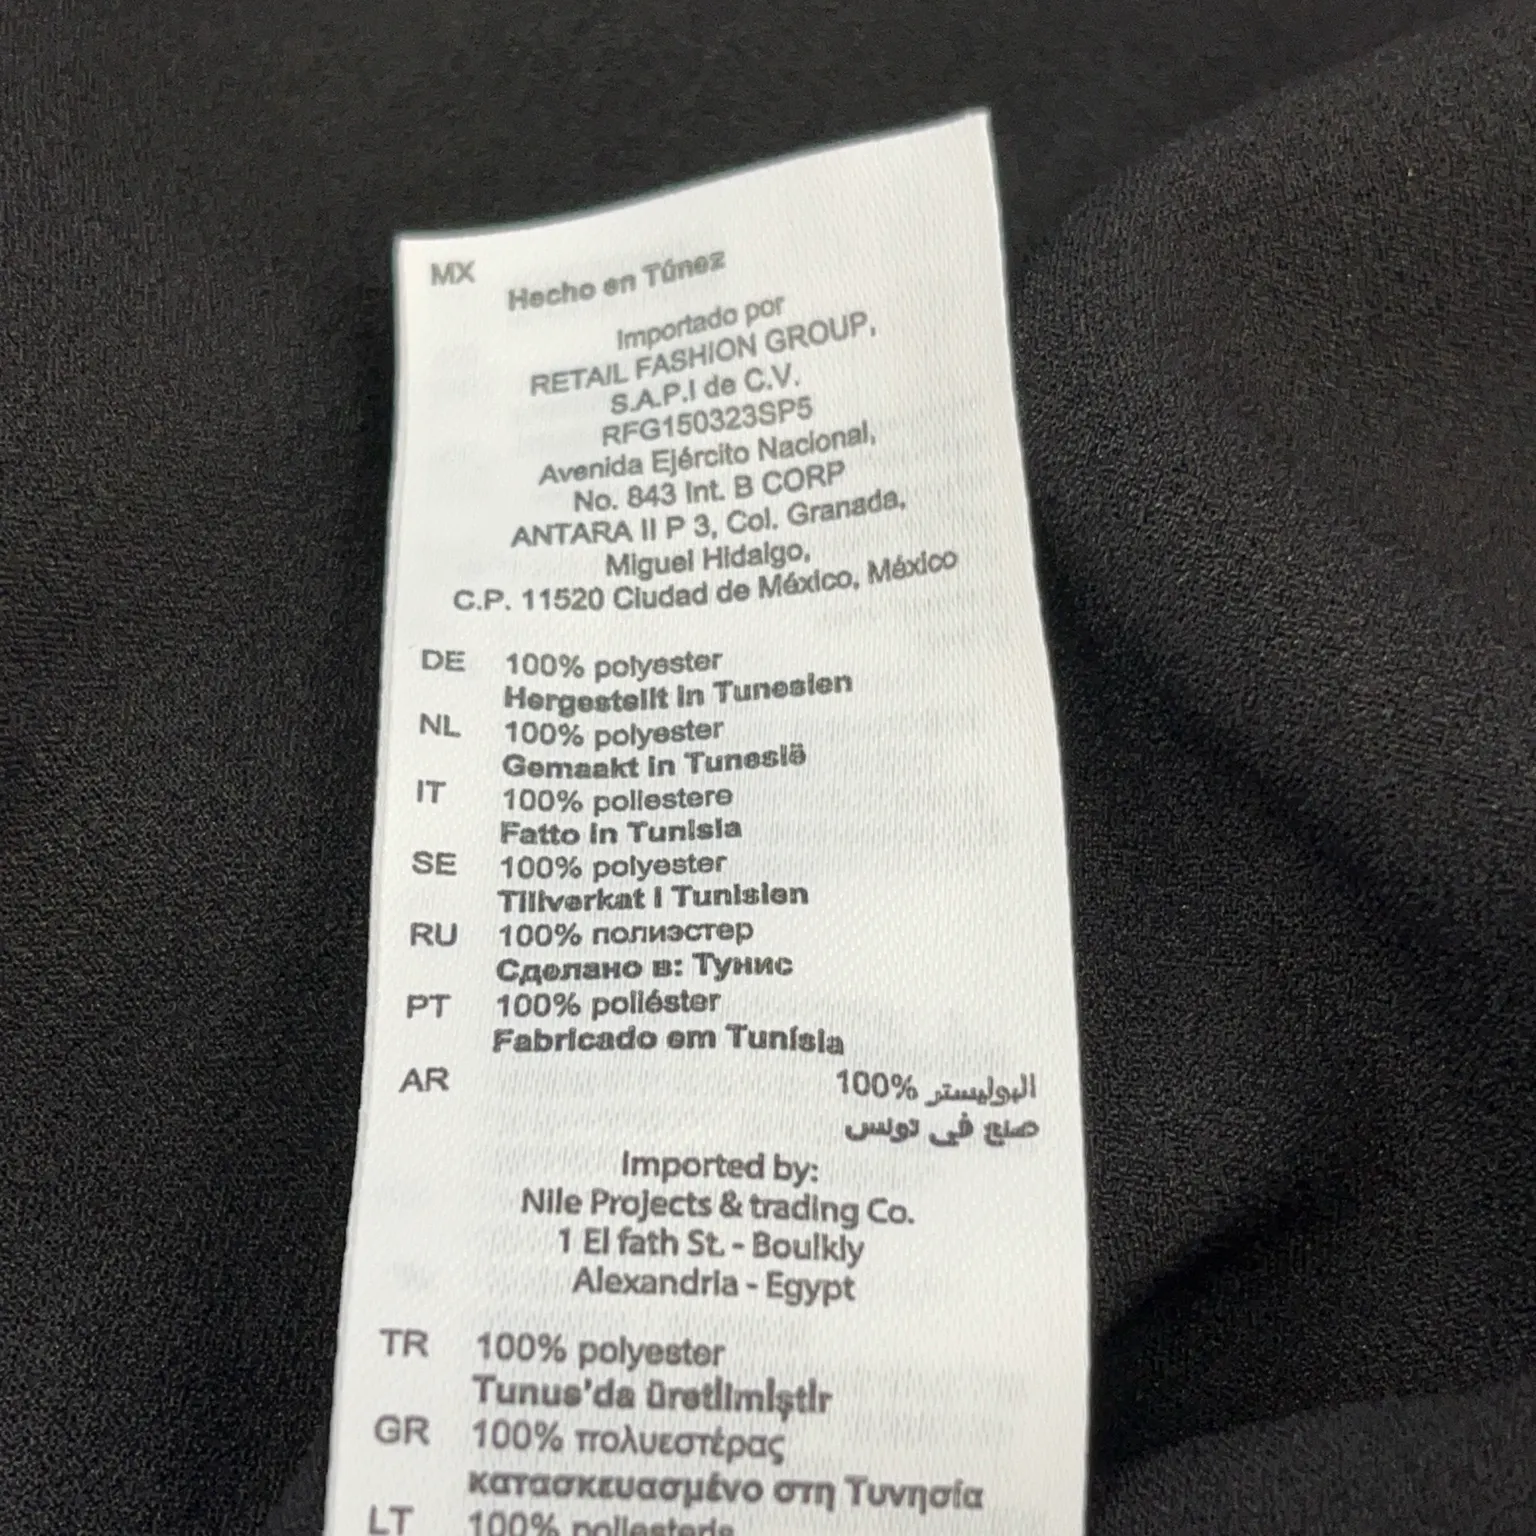 MX Hecho en Túnez
Importado por
RETAIL FASHION GROUP,
S.A.P.I de C.V.
RFG150323SP5
Avenida Ejército Nacional,
No. 843 Int. B CORP
ANTARA II P 3, Col. Granada,
Miguel Hidalgo,
C.P. 11520 Ciudad de México, México
DE 100% polyester
Hergestellt in Tunesien
NL 100% polyester
Gemaakt in Tunesië
IT 100% poliestere
Fatto in Tunisia
SE 100% polyester
Tillverkat i Tunisien
RU 100% полиэстер
Сделано в: Тунис
PT 100% poliéster
Fabricado em Tunísia
AR 100% البوليستر
صنع في تونس
Imported by:
Nile Projects & trading Co.
1 El fath St. - Boulkly
Alexandria - Egypt
TR 100% polyester
Tunus'da üretilmiştir
GR 100% πολυεστέρας
κατασκευασμένο στη Τυνησία
LT 100% poliesteris